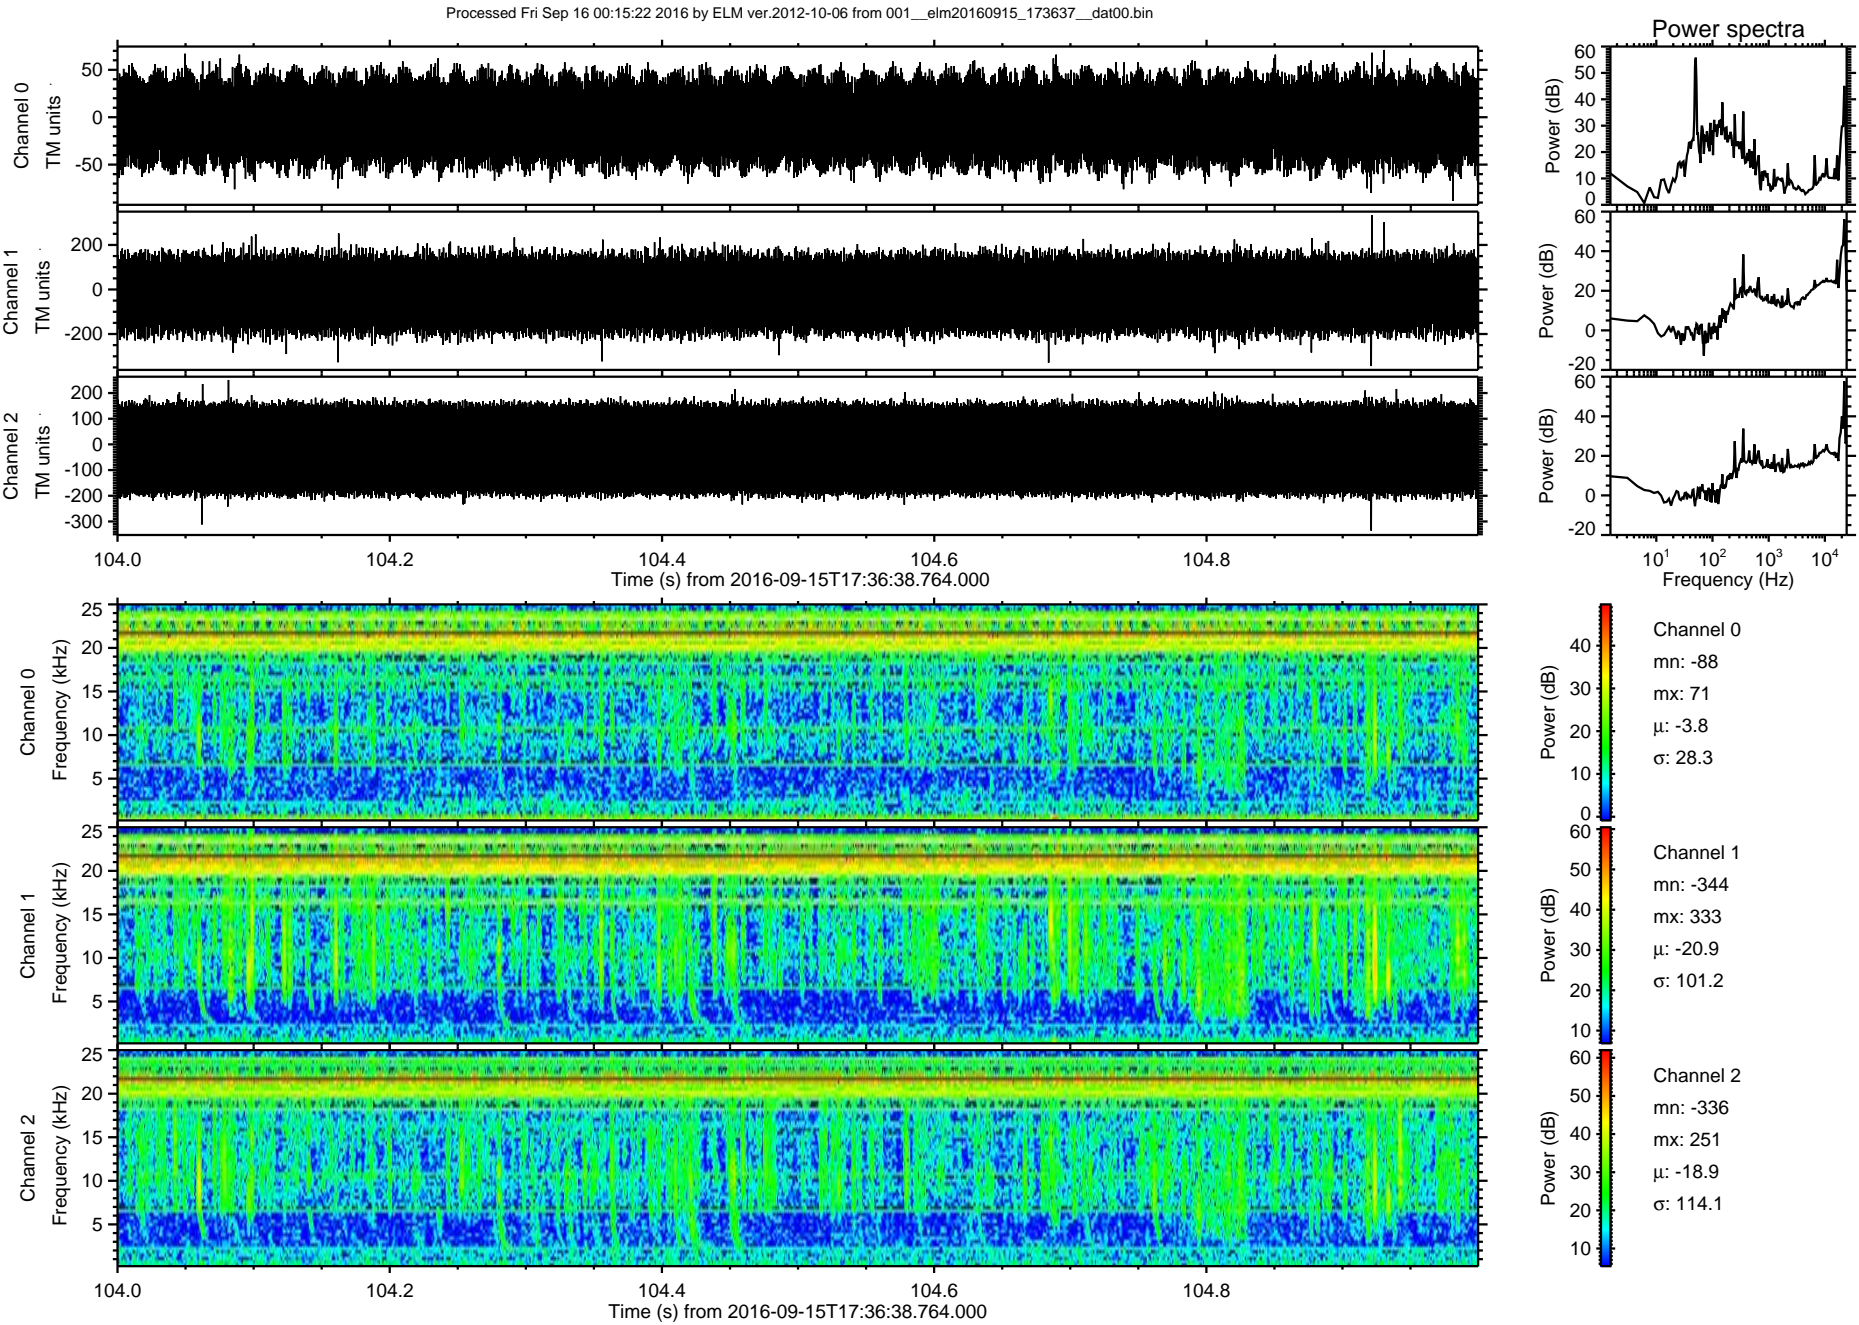 Processed Fri Sep 16 00:15:22 2016 by ELM ver.2012-10-06 from 001__elm20160915_173637__dat00.bin
Power spectra
Channel 0
TM units
50
0
-50
Power (dB)
60
50
40
30
20
10
0
Channel 1
TM units
200
0
-200
Power (dB)
60
40
20
0
-20
Channel 2
TM units
200
100
0
-100
-200
-300
Power (dB)
60
40
20
0
-20
104.0
104.2
104.4
104.6
104.8
Time (s) from 2016-09-15T17:36:38.764.000
10^1
10^2
10^3
10^4
Frequency (Hz)
Channel 0
Frequency (kHz)
25
20
15
10
5
Power (dB)
40
30
20
10
0
Channel 0
mn: -88
mx: 71
μ: -3.8
σ: 28.3
Channel 1
Frequency (kHz)
25
20
15
10
5
Power (dB)
60
50
40
30
20
10
Channel 1
mn: -344
mx: 333
μ: -20.9
σ: 101.2
Channel 2
Frequency (kHz)
25
20
15
10
5
Power (dB)
60
50
40
30
20
10
Channel 2
mn: -336
mx: 251
μ: -18.9
σ: 114.1
104.0
104.2
104.4
104.6
104.8
Time (s) from 2016-09-15T17:36:38.764.000